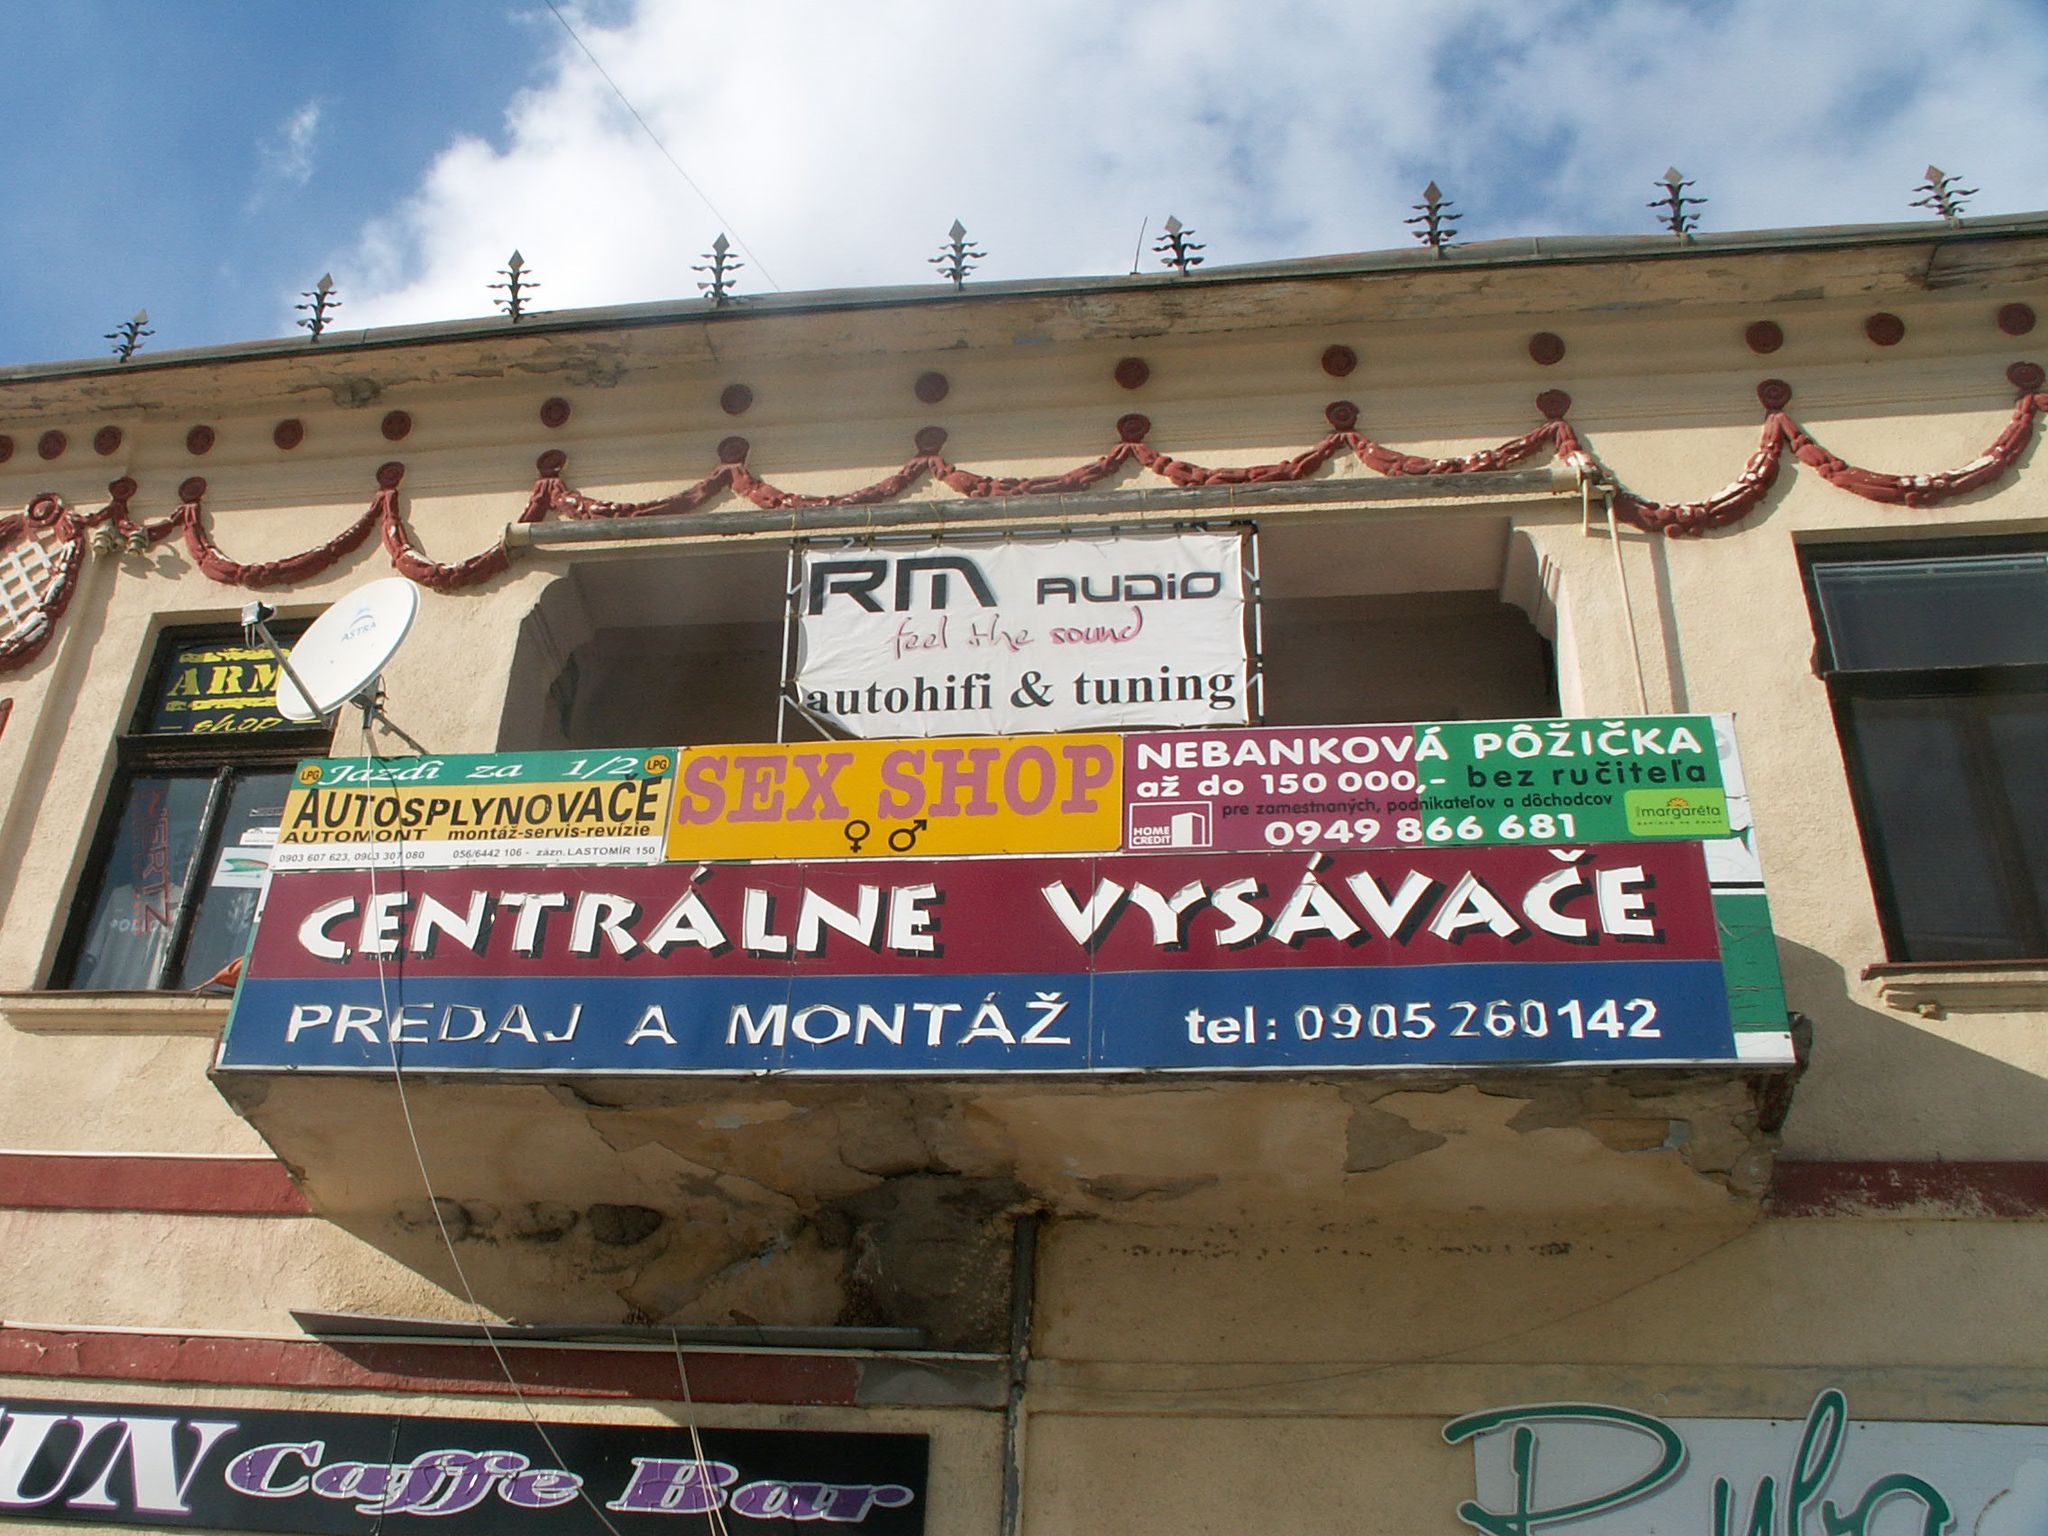 RM AUDIO
feel the sound
autohifi & tuning
ASTRA
ARM
shop
LPG Jazdi za 1/2 LPG
AUTOSPLYNOVAČE
AUTOMONT montáž-servis-revízie
0903 607 623, 0903 307 080 056/6442 106 - zázn. LASTOMÍR 150
SEX SHOP
♀ ♂
NEBANKOVÁ PÔŽIČKA
až do 150 000,- bez ručiteľa
pre zamestnaných, podnikateľov a dôchodcov
HOME CREDIT
0949 866 681
margaréta
CENTRÁLNE VYSÁVAČE
PREDAJ A MONTÁŽ tel: 0905 260 142
UN Caffe Bar